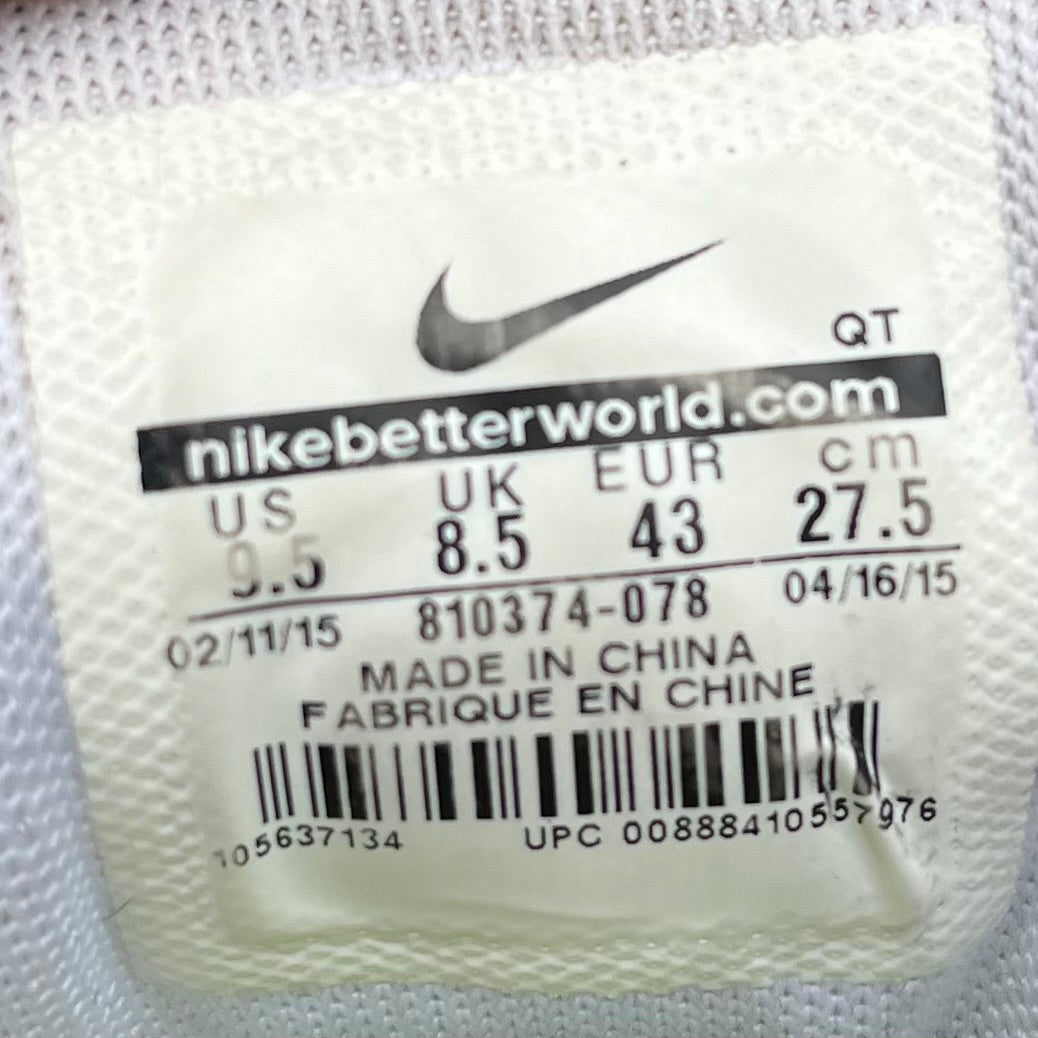 QT
nikebetterworld.com
US UK EUR cm
9.5 8.5 43 27.5
02/11/15 810374-078 04/16/15
MADE IN CHINA
FABRIQUE EN CHINE
105637134 UPC 00888410557976